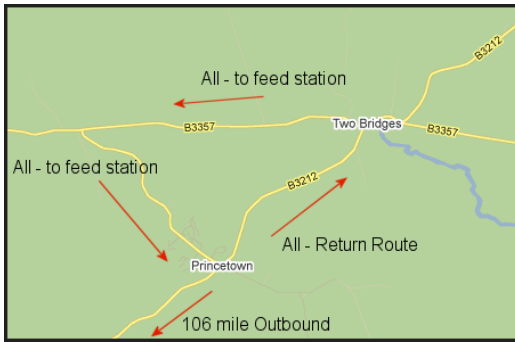 B3212
All - to feed station
B3357
Two Bridges
B3357
All - to feed station
B3212
All - Return Route
Princetown
106 mile Outbound